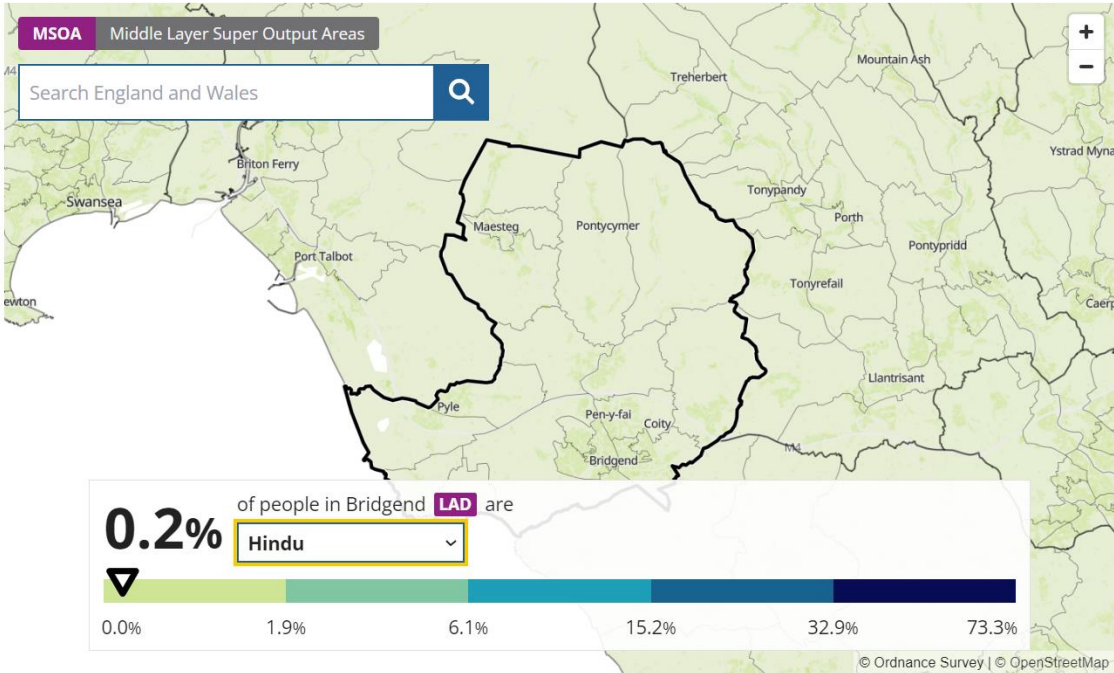 MSOA Middle Layer Super Output Areas
Search England and Wales
+
−
M4
Mountain Ash
Treherbert
Briton Ferry
Ystrad Myna
Swansea
Tonypandy
Maesteg
Pontycymer
Porth
Pontypridd
Port Talbot
Tonyrefail
ewton
Caerp
Llantrisant
Pyle
Pen-y-fai
Coity
M4
Bridgend
0.2% of people in Bridgend LAD are
Hindu
0.0% 1.9% 6.1% 15.2% 32.9% 73.3%
© Ordnance Survey | © OpenStreetMap